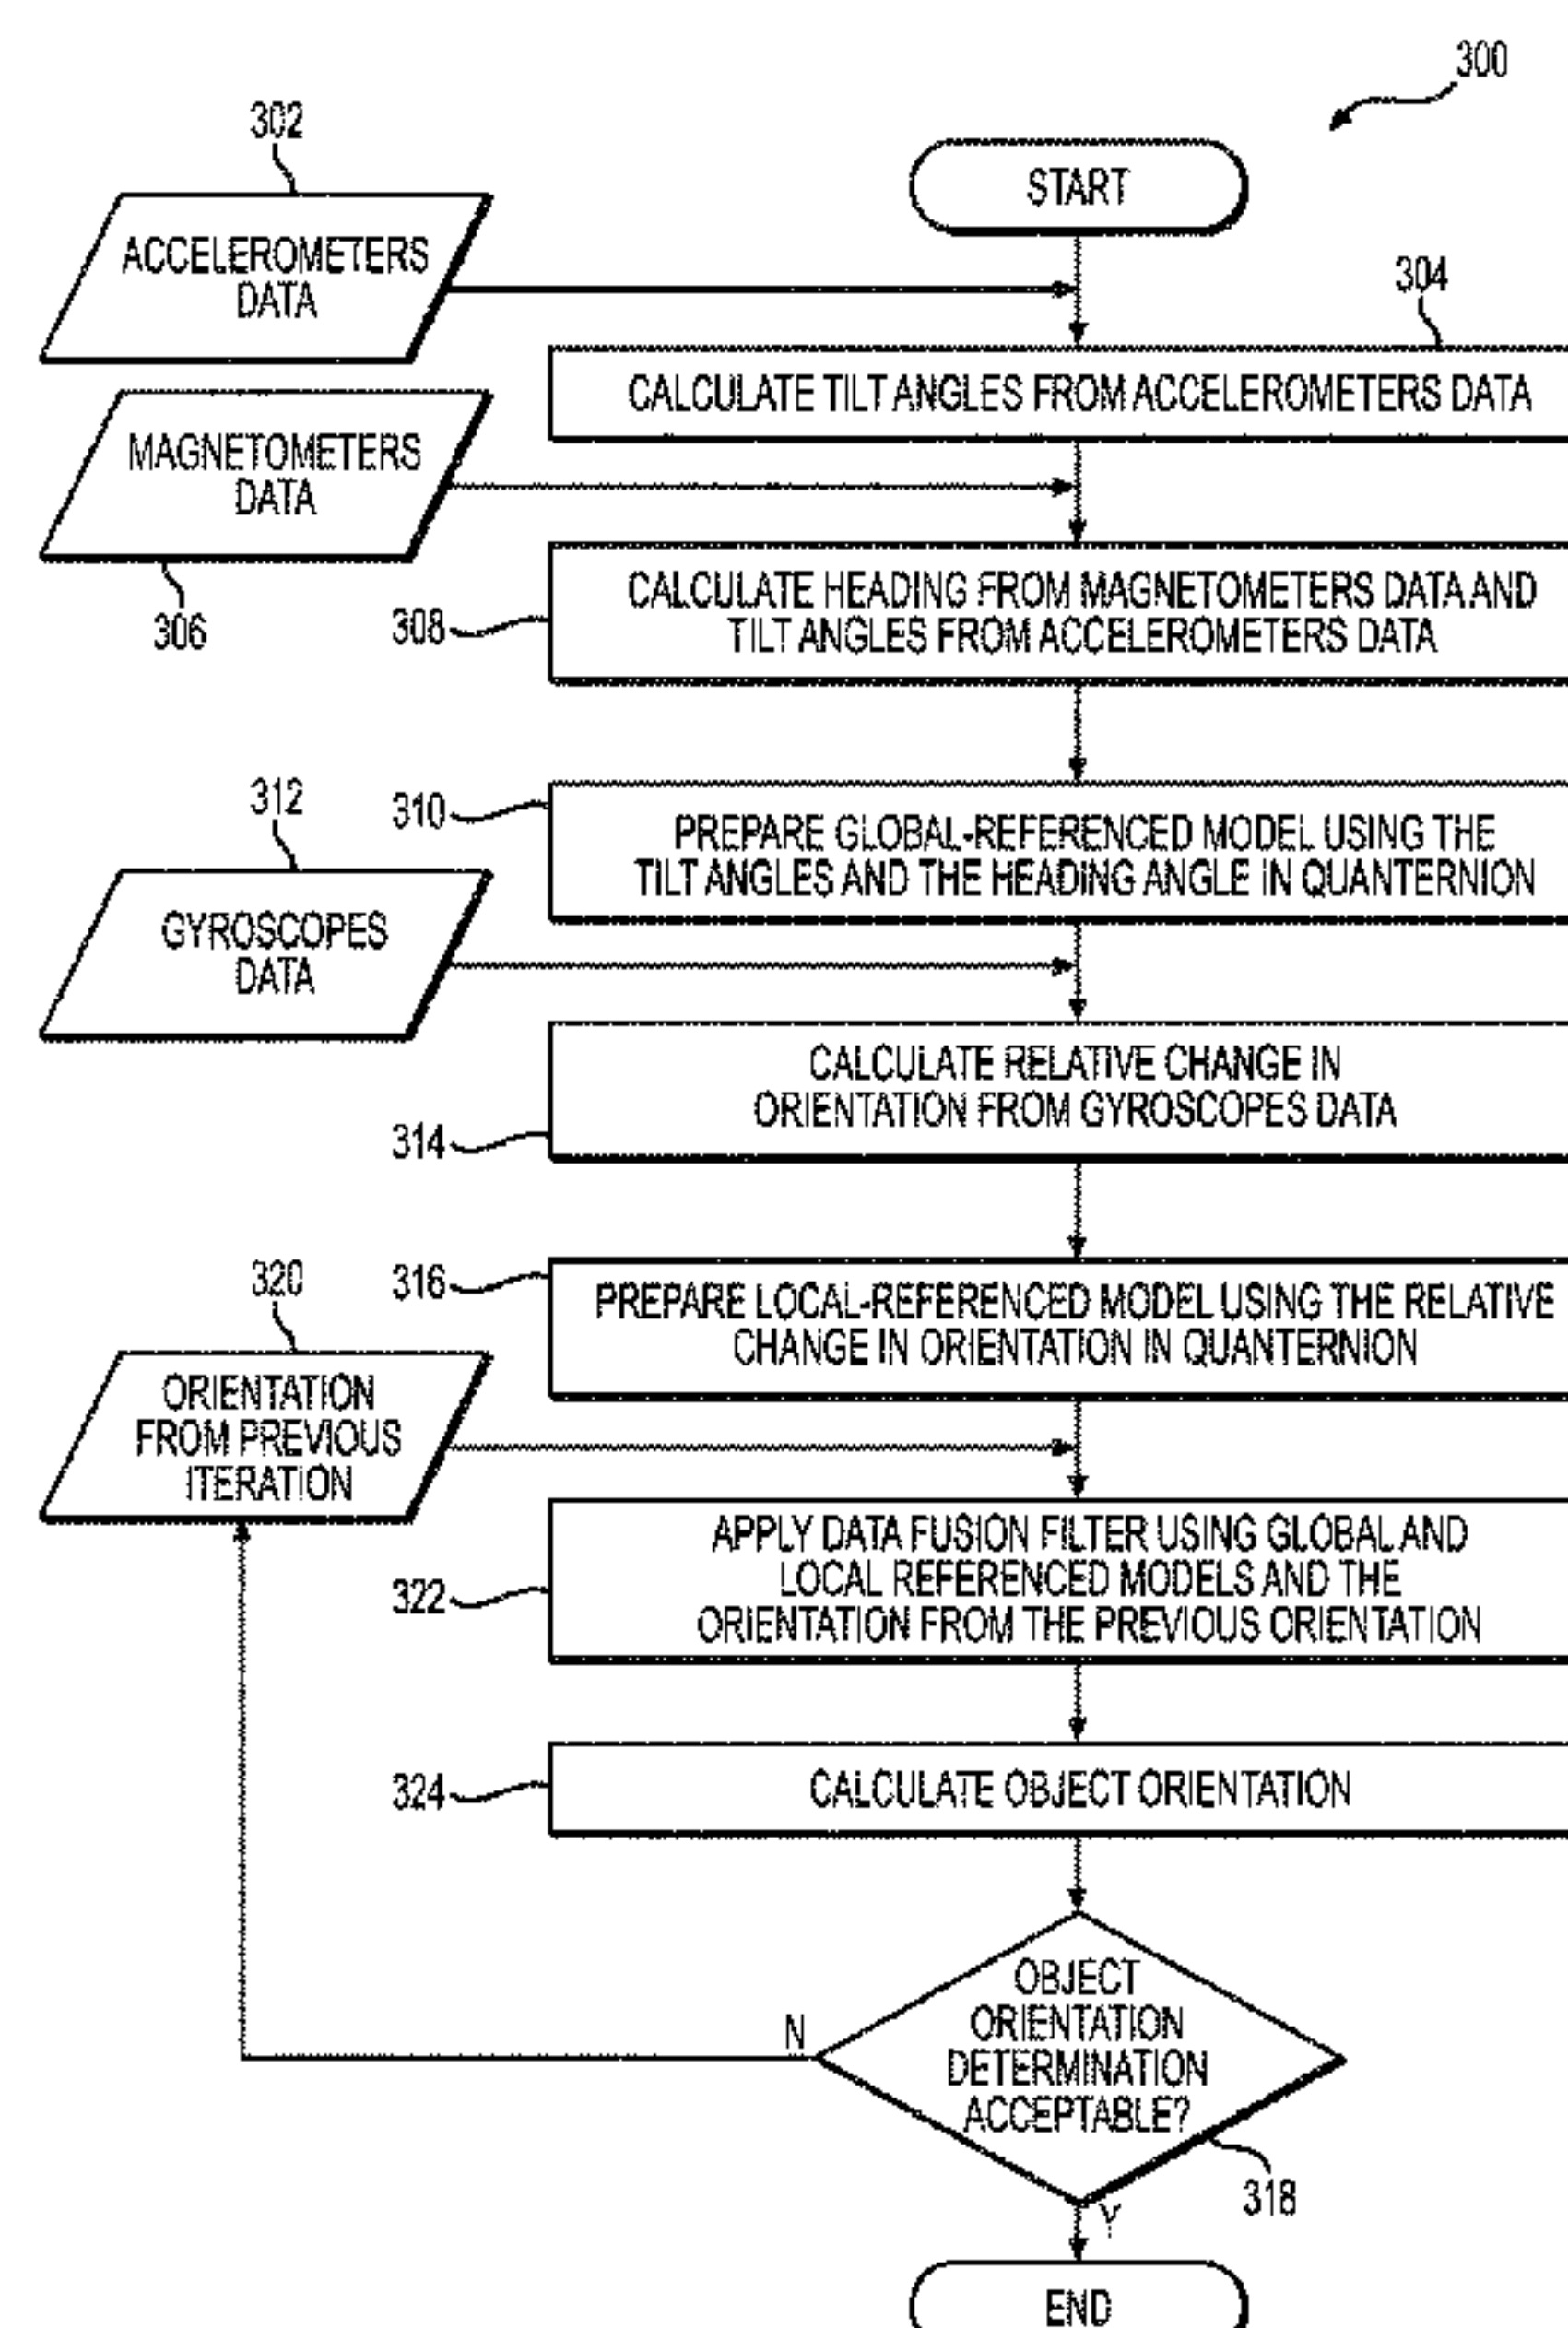 300
302
START
ACCELEROMETERS
DATA
304
CALCULATE TILT ANGLES FROM ACCELEROMETERS DATA
MAGNETOMETERS
DATA
306
308
CALCULATE HEADING FROM MAGNETOMETERS DATA AND
TILT ANGLES FROM ACCELEROMETERS DATA
310
PREPARE GLOBAL-REFERENCED MODEL USING THE
TILT ANGLES AND THE HEADING ANGLE IN QUANTERNION
312
GYROSCOPES
DATA
314
CALCULATE RELATIVE CHANGE IN
ORIENTATION FROM GYROSCOPES DATA
316
PREPARE LOCAL-REFERENCED MODEL USING THE RELATIVE
CHANGE IN ORIENTATION IN QUANTERNION
320
ORIENTATION
FROM PREVIOUS
ITERATION
322
APPLY DATA FUSION FILTER USING GLOBAL AND
LOCAL REFERENCED MODELS AND THE
ORIENTATION FROM THE PREVIOUS ORIENTATION
324
CALCULATE OBJECT ORIENTATION
OBJECT
ORIENTATION
DETERMINATION
ACCEPTABLE?
N
318
Y
END